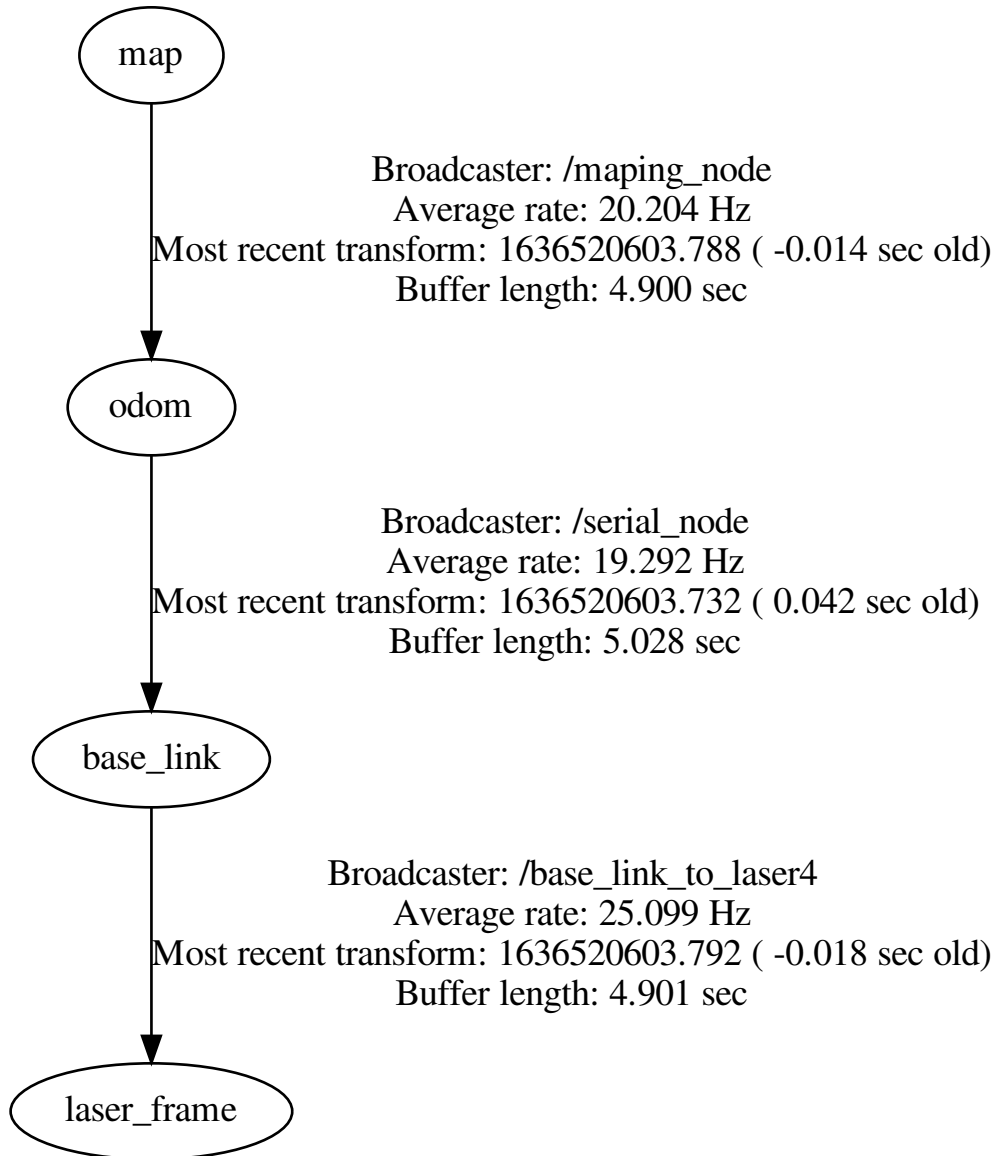 map
Broadcaster: /maping_node
Average rate: 20.204 Hz
Most recent transform: 1636520603.788 ( -0.014 sec old)
Buffer length: 4.900 sec
odom
Broadcaster: /serial_node
Average rate: 19.292 Hz
Most recent transform: 1636520603.732 ( 0.042 sec old)
Buffer length: 5.028 sec
base_link
Broadcaster: /base_link_to_laser4
Average rate: 25.099 Hz
Most recent transform: 1636520603.792 ( -0.018 sec old)
Buffer length: 4.901 sec
laser_frame